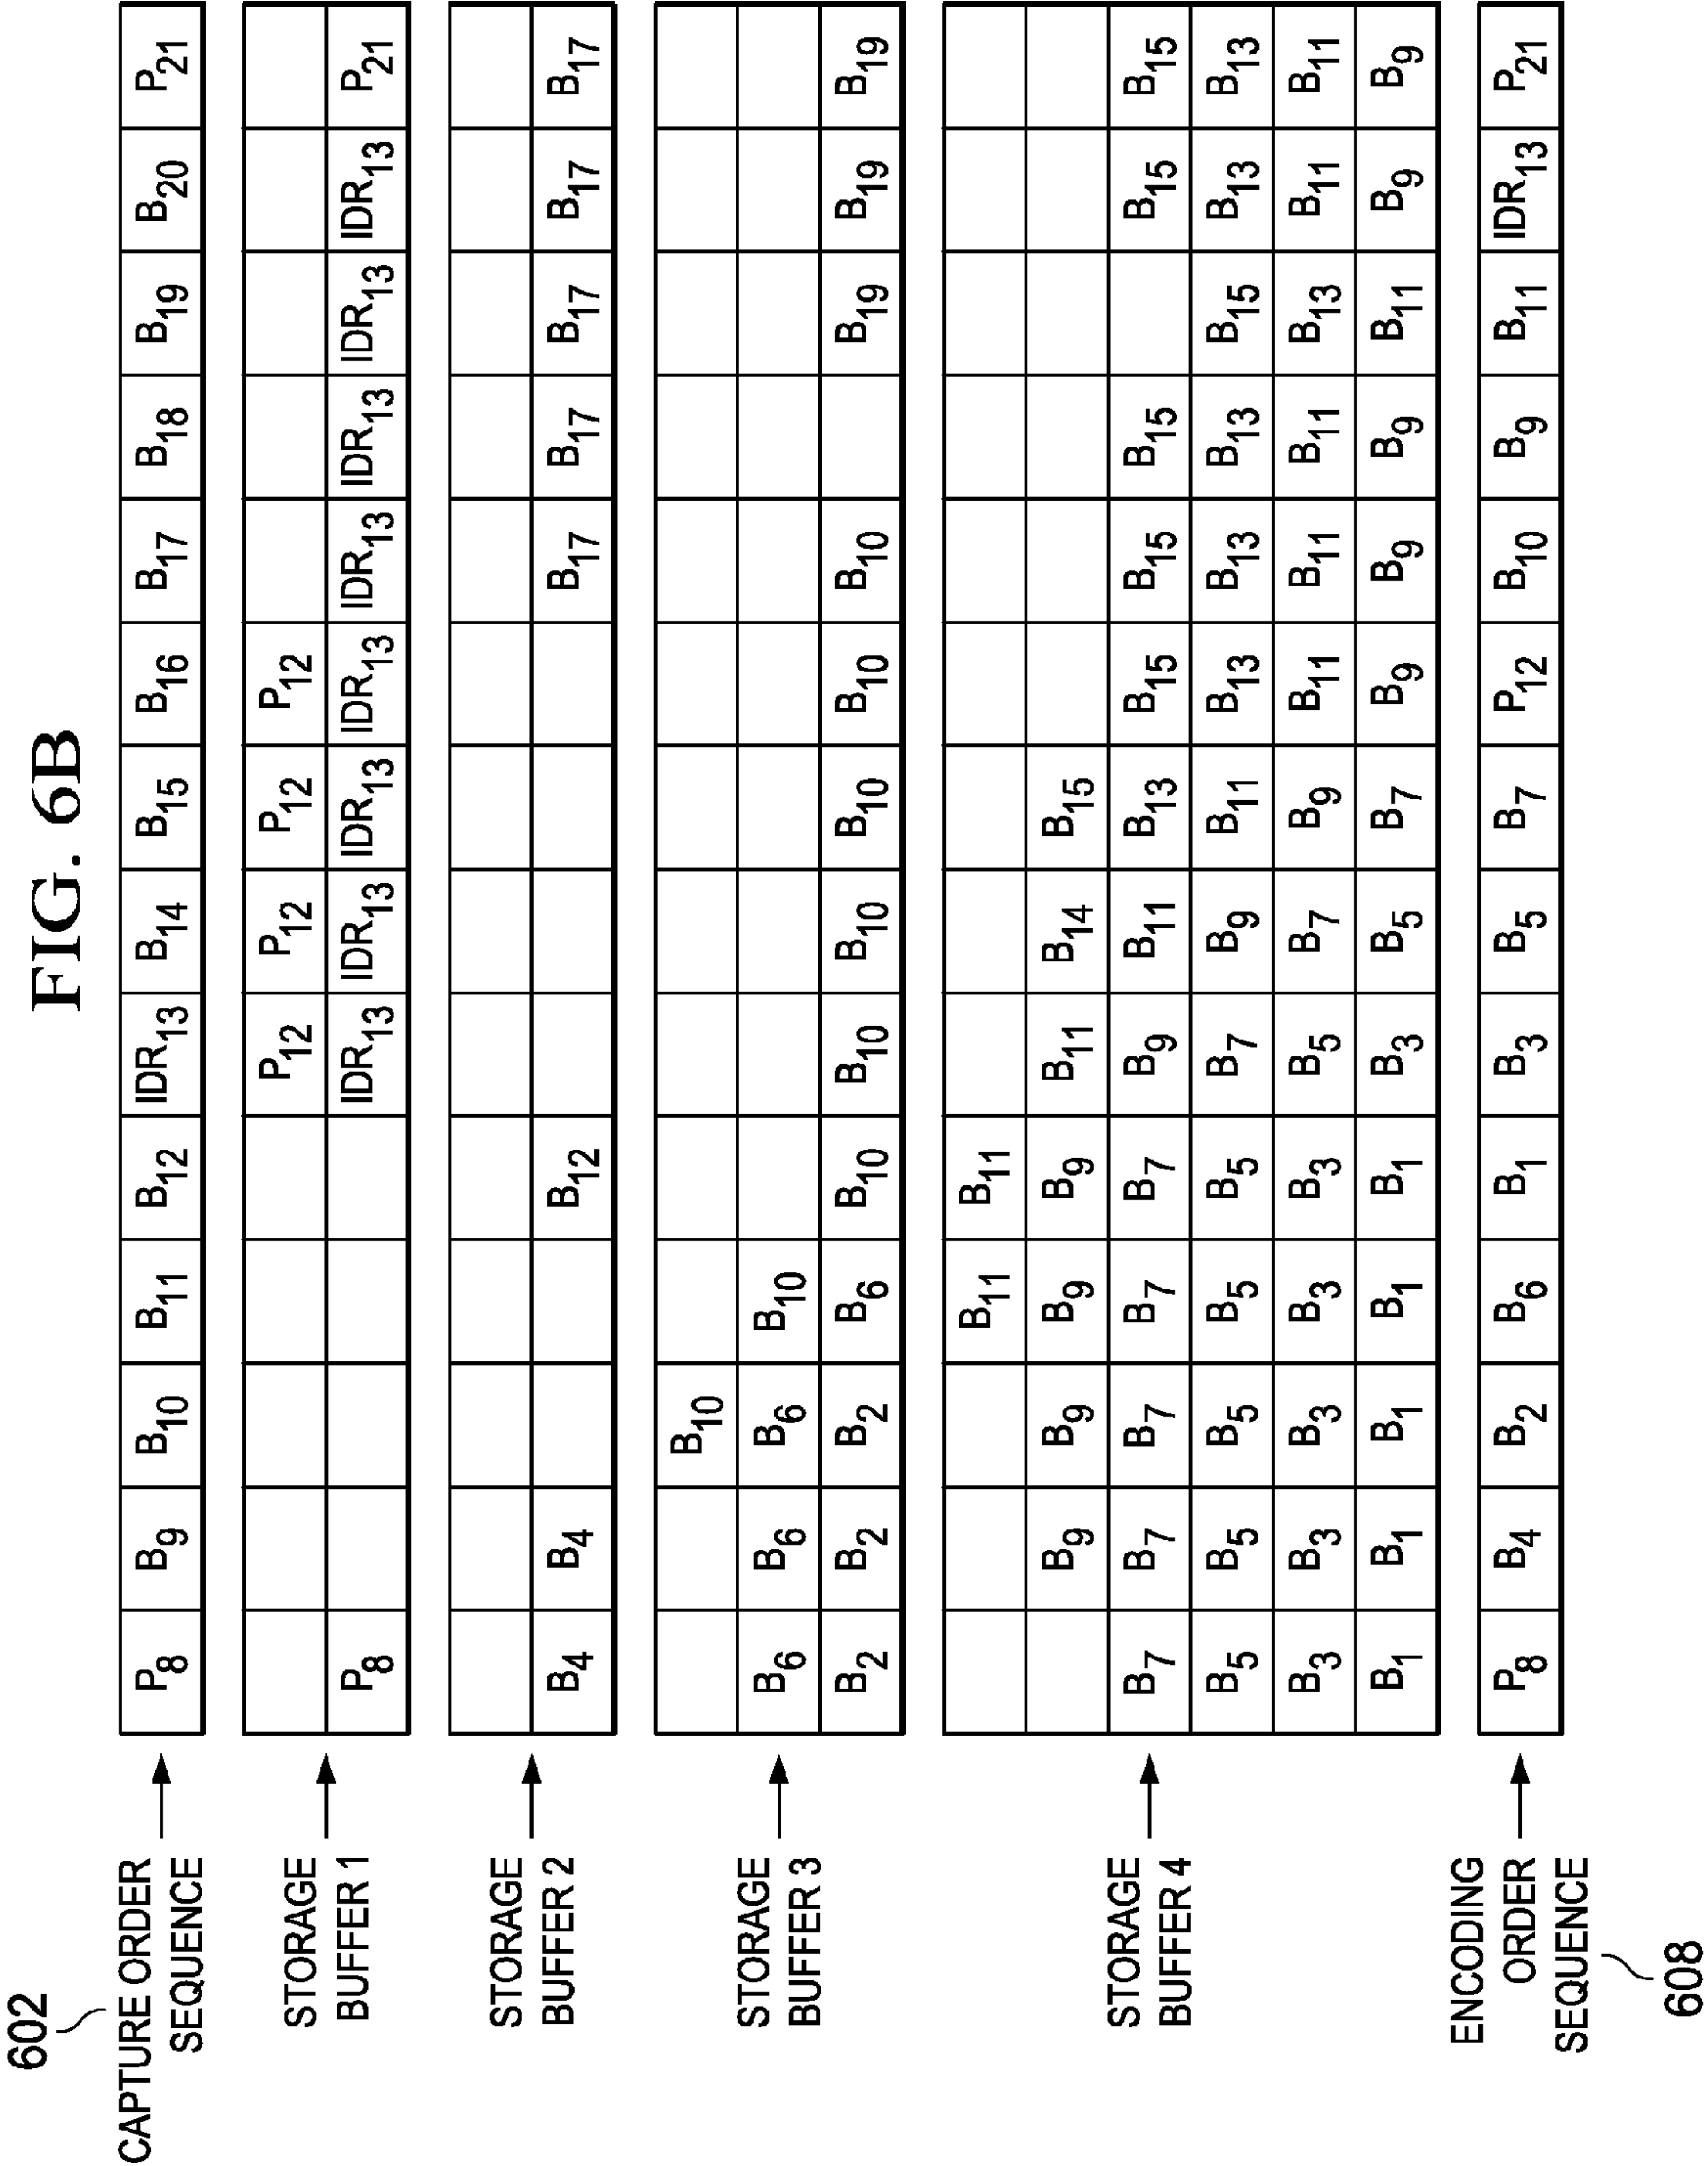 FIG. 6B
602
CAPTURE ORDER
SEQUENCE
P8 B9 B10 B11 B12 IDR13 B14 B15 B16 B17 B18 B19 B20 P21
STORAGE
BUFFER 1
P12 P12 P12 P12
P8 IDR13 IDR13 IDR13 IDR13 IDR13 IDR13 IDR13 IDR13 P21
STORAGE
BUFFER 2
B4 B4 B12 B17 B17 B17 B17 B17
STORAGE
BUFFER 3
B10
B6 B6 B6 B10
B2 B2 B2 B6 B10 B10 B10 B10 B10 B10 B19 B19 B19
STORAGE
BUFFER 4
B11 B11
B9 B9 B9 B9 B11 B14 B15
B7 B7 B7 B7 B7 B9 B11 B13 B15 B15 B15 B15 B15
B5 B5 B5 B5 B5 B7 B9 B11 B13 B13 B13 B15 B13 B13
B3 B3 B3 B3 B3 B5 B7 B9 B11 B11 B11 B13 B11 B11
B1 B1 B1 B1 B1 B3 B5 B7 B9 B9 B9 B11 B9 B9
ENCODING
ORDER
SEQUENCE
P8 B4 B2 B6 B1 B3 B5 B7 P12 B10 B9 B11 IDR13 P21
608